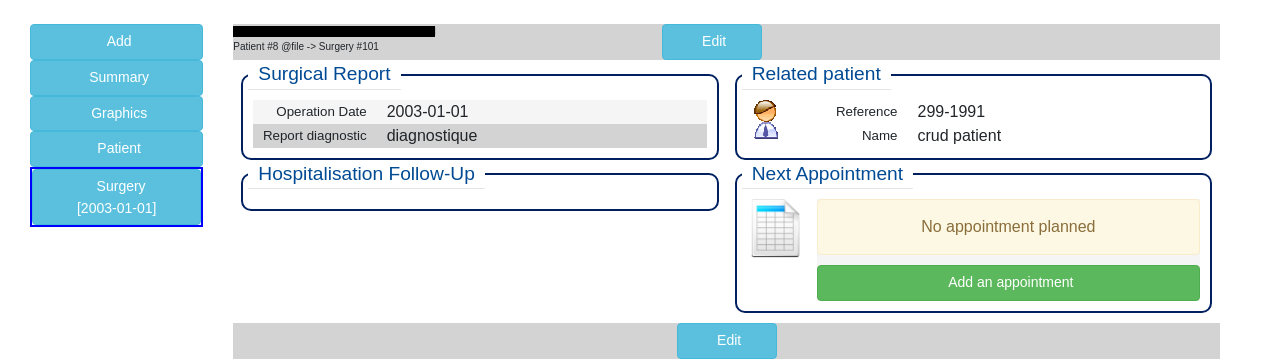 Add
Summary
Graphics
Patient
Surgery
[2003-01-01]
Patient #8 @file -> Surgery #101
Edit
Surgical Report
Operation Date 2003-01-01
Report diagnostic diagnostique
Hospitalisation Follow-Up
Related patient
Reference 299-1991
Name crud patient
Next Appointment
No appointment planned
Add an appointment
Edit